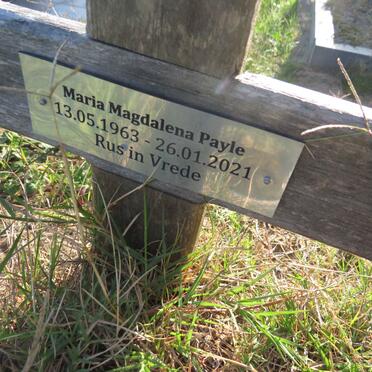 Maria Magdalena Payle
13.05.1963 - 26.01.2021
Rus in Vrede